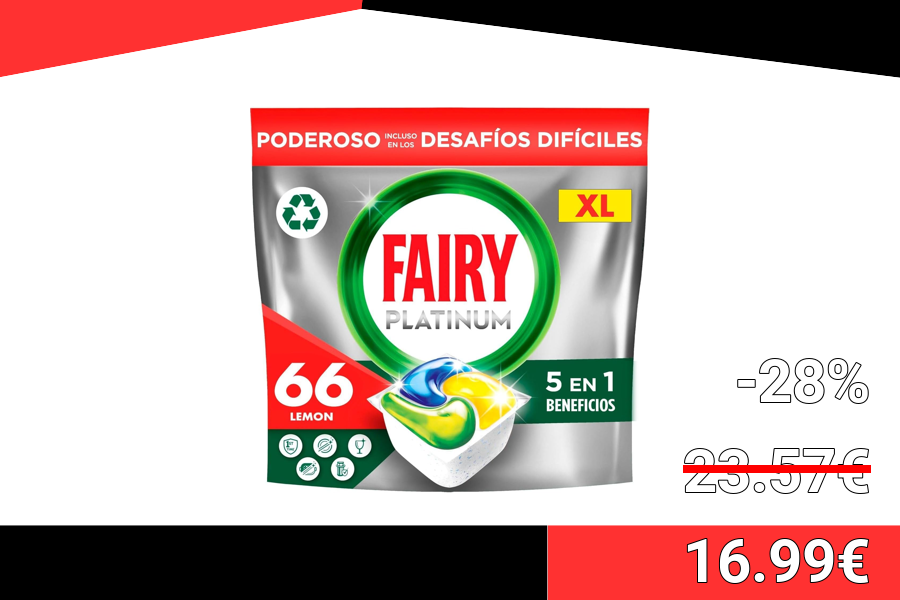 PODEROSO INCLUSO EN LOS DESAFÍOS DIFÍCILES
XL
FAIRY
PLATINUM
66
LEMON
5 EN 1
BENEFICIOS
-28%
23.57€
16.99€